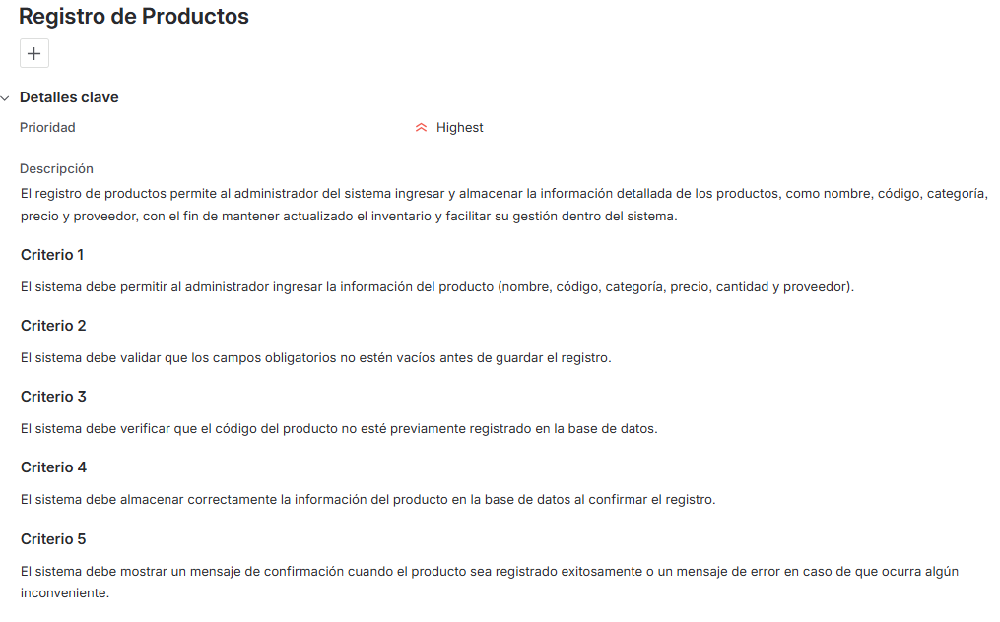 Registro de Productos
Detalles clave
Prioridad
Highest
Descripción
El registro de productos permite al administrador del sistema ingresar y almacenar la información detallada de los productos, como nombre, código, categoría,
precio y proveedor, con el fin de mantener actualizado el inventario y facilitar su gestión dentro del sistema.
Criterio 1
El sistema debe permitir al administrador ingresar la información del producto (nombre, código, categoría, precio, cantidad y proveedor).
Criterio 2
El sistema debe validar que los campos obligatorios no estén vacíos antes de guardar el registro.
Criterio 3
El sistema debe verificar que el código del producto no esté previamente registrado en la base de datos.
Criterio 4
El sistema debe almacenar correctamente la información del producto en la base de datos al confirmar el registro.
Criterio 5
El sistema debe mostrar un mensaje de confirmación cuando el producto sea registrado exitosamente o un mensaje de error en caso de que ocurra algún
inconveniente.